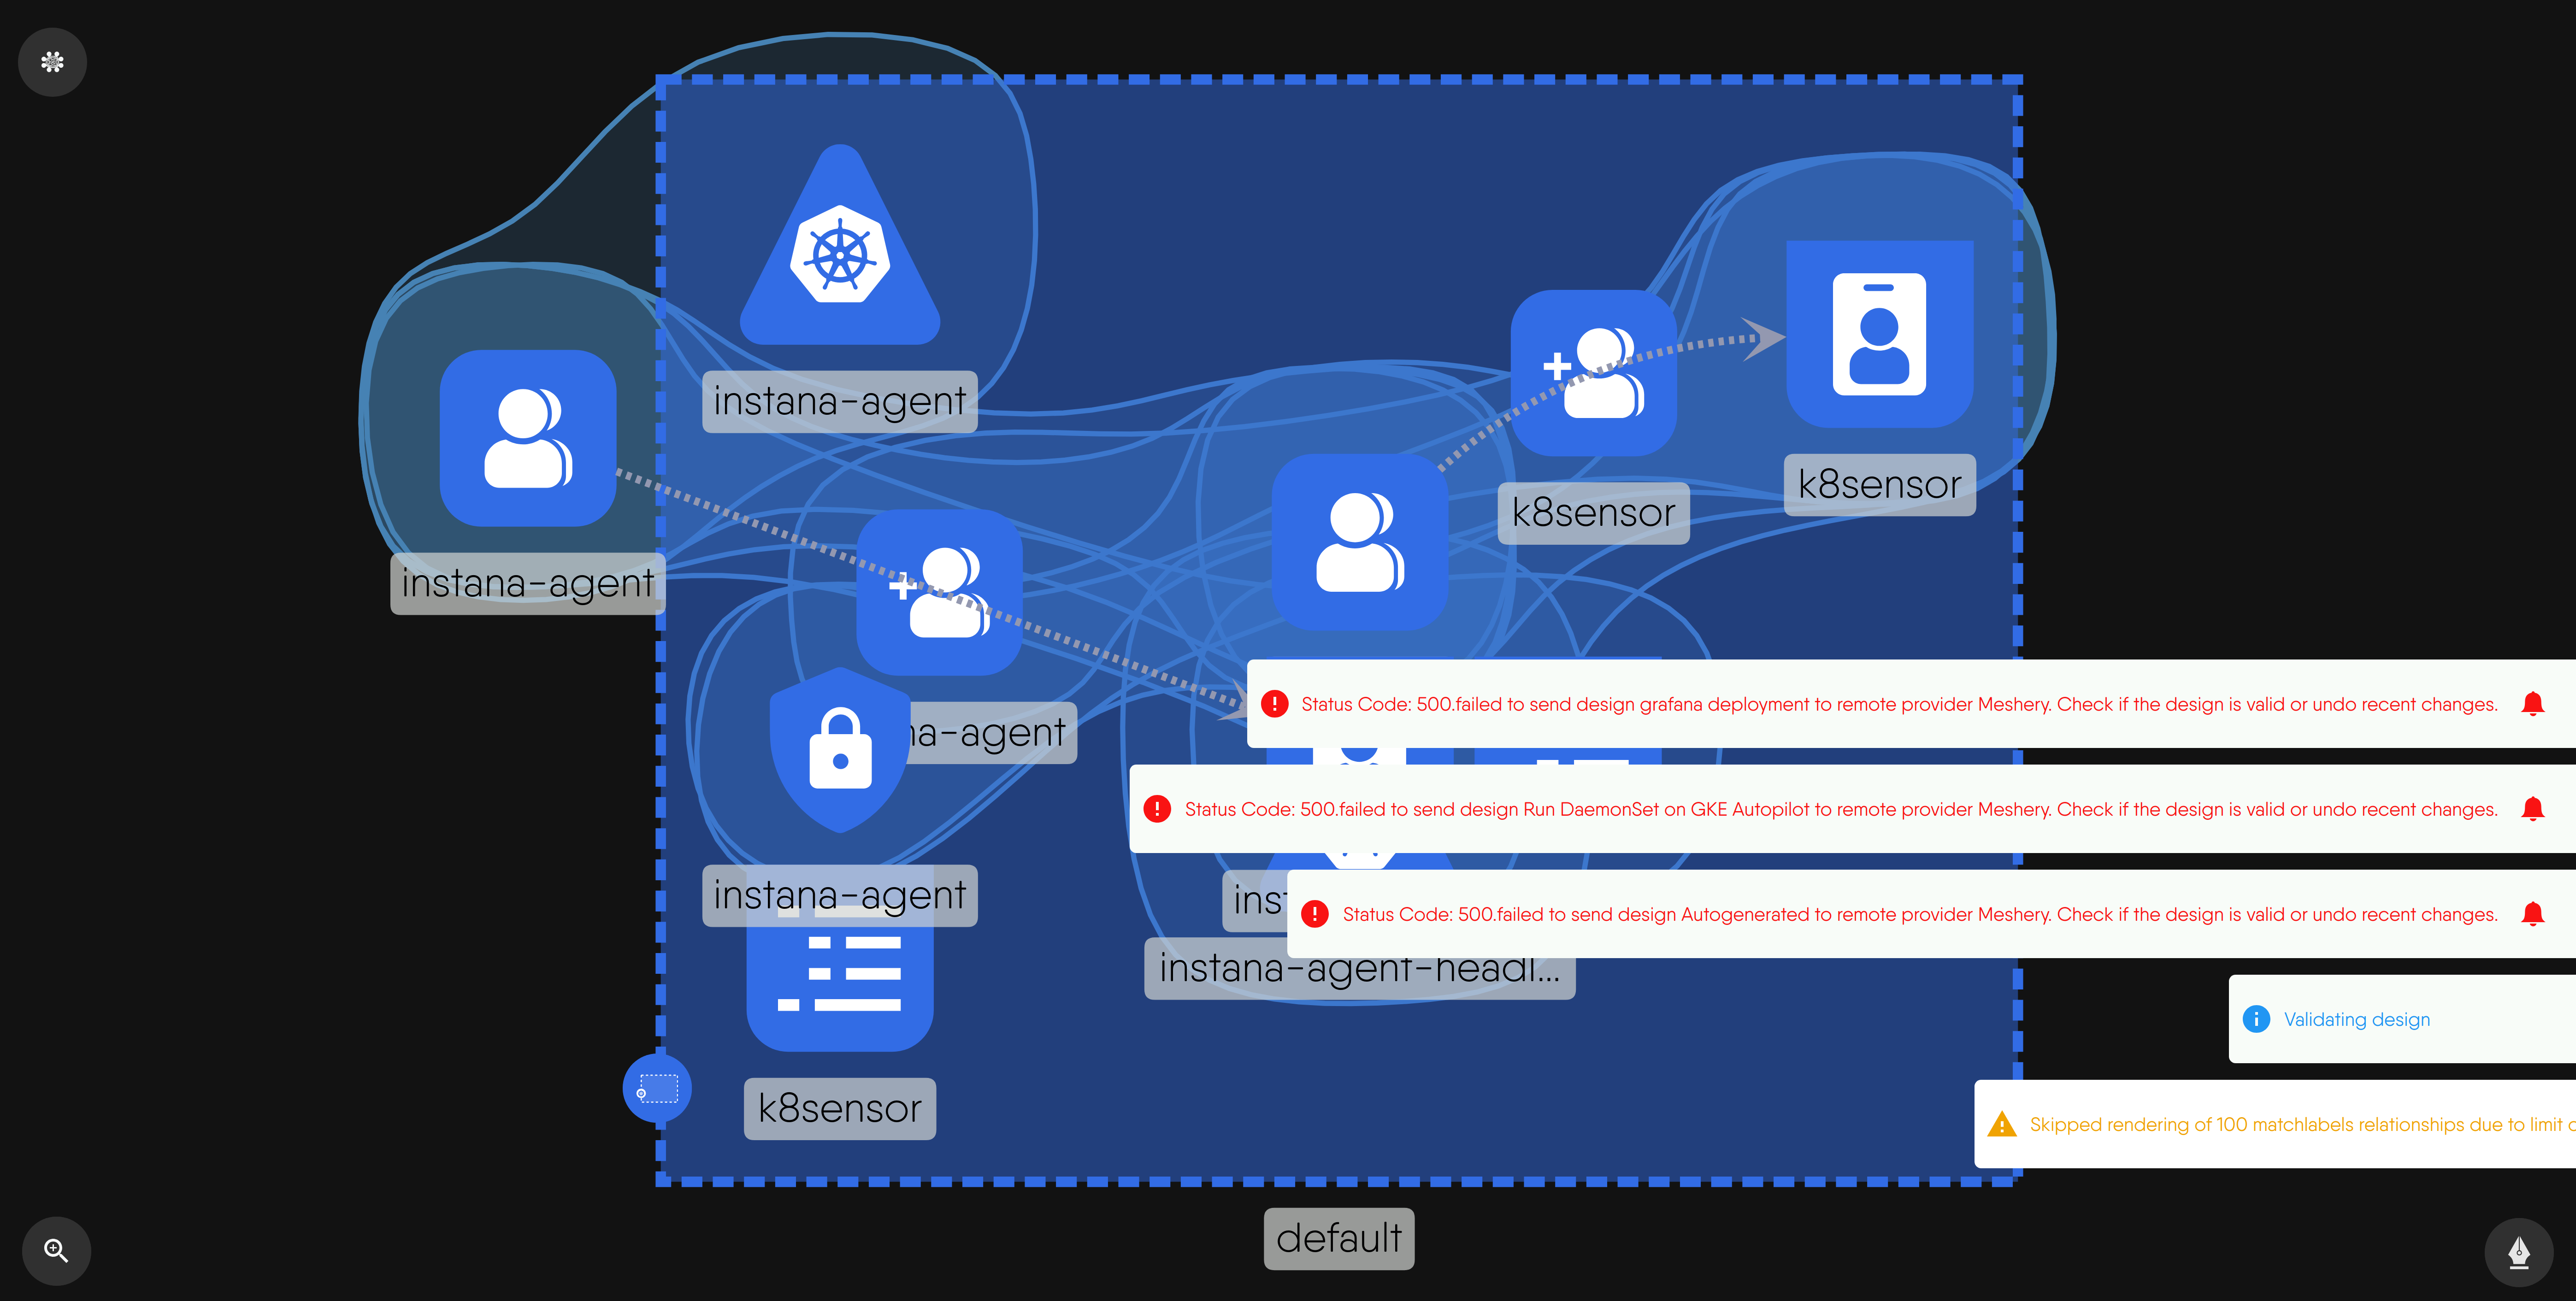 instana-agent
k8sensor
k8sensor
instana-agent
Status Code: 500.failed to send design grafana deployment to remote provider Meshery. Check if the design is valid or undo recent changes.
na-agent
Status Code: 500.failed to send design Run DaemonSet on GKE Autopilot to remote provider Meshery. Check if the design is valid or undo recent changes.
instana-agent
inst
Status Code: 500.failed to send design Autogenerated to remote provider Meshery. Check if the design is valid or undo recent changes.
instana-agent-headl...
Validating design
k8sensor
Skipped rendering of 100 matchlabels relationships due to limit
default